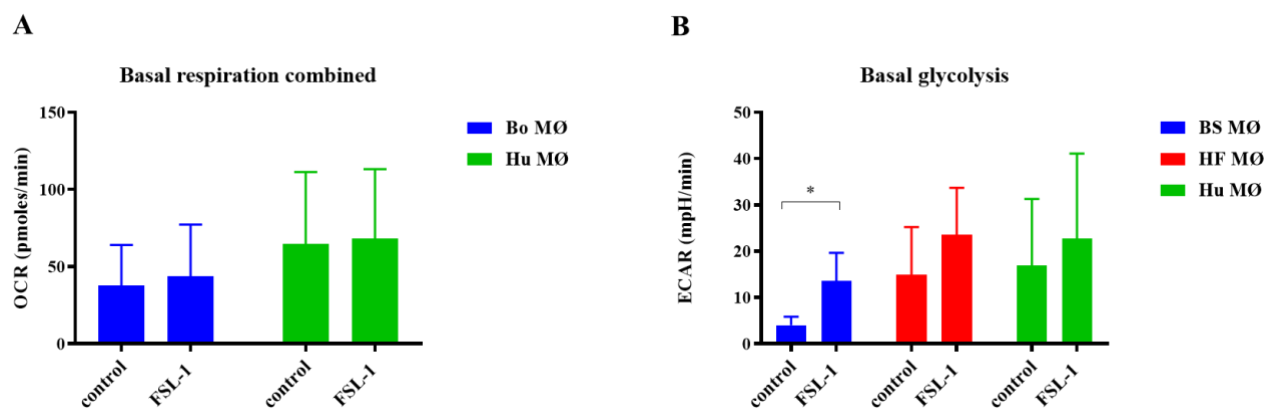 A
Basal respiration combined
OCR (pmoles/min)
150
100
50
0
control
FSL-1
control
FSL-1
Bo MØ
Hu MØ
B
Basal glycolysis
ECAR (mpH/min)
50
40
30
20
10
0
*
control
FSL-1
control
FSL-1
control
FSL-1
BS MØ
HF MØ
Hu MØ